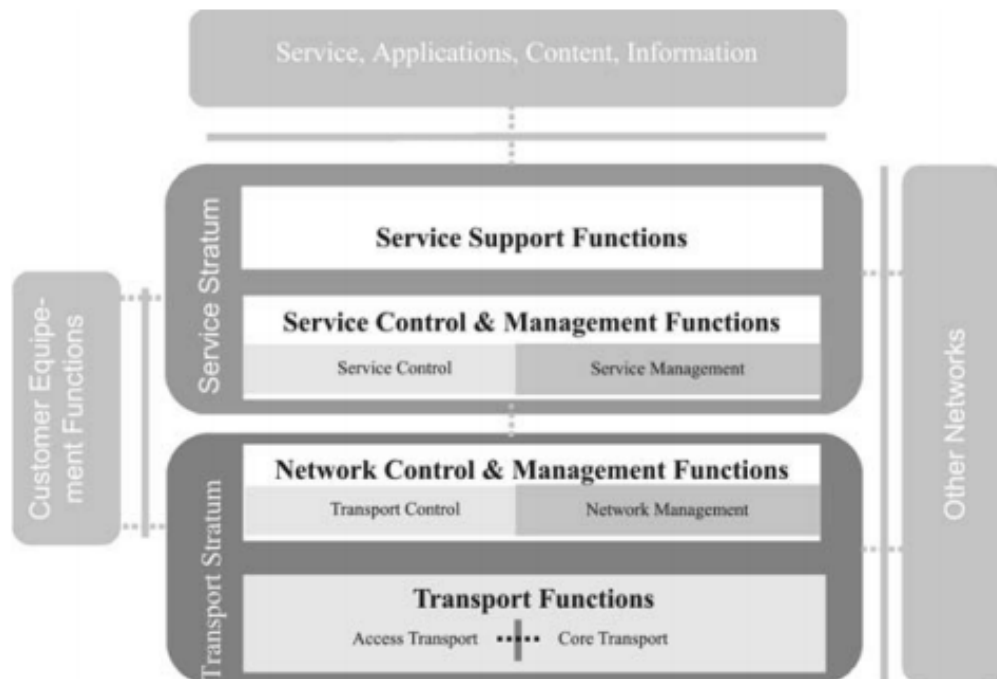 Service, Applications, Content, Information
Service Stratum
Service Support Functions
Service Control & Management Functions
Service Control
Service Management
Customer Equipe-
ment Functions
Other Networks
Transport Stratum
Network Control & Management Functions
Transport Control
Network Management
Transport Functions
Access Transport
Core Transport